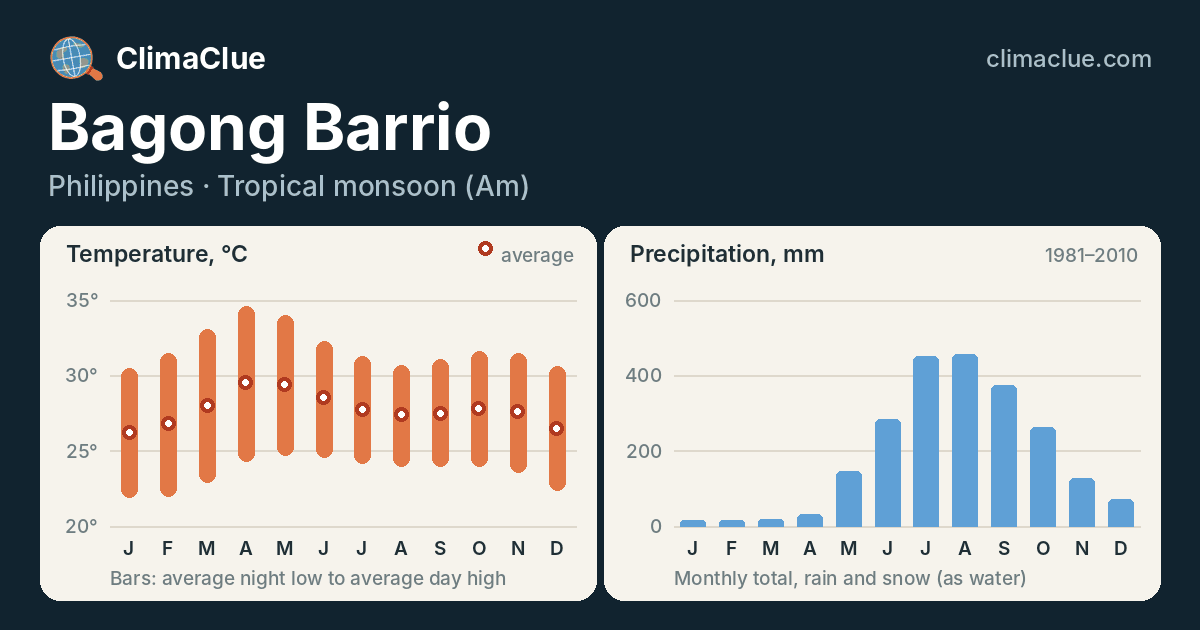 ClimaClue
climaclue.com
Bagong Barrio
Philippines · Tropical monsoon (Am)
Temperature, °C
average
35°
30°
25°
20°
J F M A M J J A S O N D
Bars: average night low to average day high
Precipitation, mm
1981–2010
600
400
200
0
J F M A M J J A S O N D
Monthly total, rain and snow (as water)